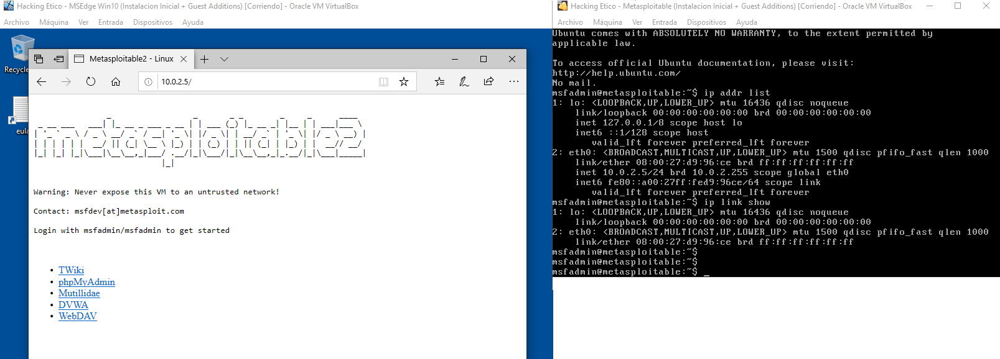 Hacking Etico - MSEdge Win10 (Instalacion Inicial + Guest Additions) [Corriendo] - Oracle VM VirtualBox
Archivo Máquina Ver Entrada Dispositivos Ayuda
Recycle
eula
Metasploitable2 - Linux
10.0.2.5/
metasploitable2
Warning: Never expose this VM to an untrusted network!
Contact: msfdev[at]metasploit.com
Login with msfadmin/msfadmin to get started
TWiki
phpMyAdmin
Mutillidae
DVWA
WebDAV
Hacking Etico - Metasploitable (Instalacion Inicial + Guest Additions) [Corriendo] - Oracle VM VirtualBox
Archivo Máquina Ver Entrada Dispositivos Ayuda
Ubuntu comes with ABSOLUTELY NO WARRANTY, to the extent permitted by
applicable law.
To access official Ubuntu documentation, please visit:
http://help.ubuntu.com/
No mail.
msfadmin@metasploitable:~$ ip addr list
1: lo: <LOOPBACK,UP,LOWER_UP> mtu 16436 qdisc noqueue
link/loopback 00:00:00:00:00:00 brd 00:00:00:00:00:00
inet 127.0.0.1/8 scope host lo
inet6 ::1/128 scope host
valid_lft forever preferred_lft forever
2: eth0: <BROADCAST,MULTICAST,UP,LOWER_UP> mtu 1500 qdisc pfifo_fast qlen 1000
link/ether 08:00:27:d9:96:ce brd ff:ff:ff:ff:ff:ff
inet 10.0.2.5/24 brd 10.0.2.255 scope global eth0
inet6 fe80::a00:27ff:fed9:96ce/64 scope link
valid_lft forever preferred_lft forever
msfadmin@metasploitable:~$ ip link show
1: lo: <LOOPBACK,UP,LOWER_UP> mtu 16436 qdisc noqueue
link/loopback 00:00:00:00:00:00 brd 00:00:00:00:00:00
2: eth0: <BROADCAST,MULTICAST,UP,LOWER_UP> mtu 1500 qdisc pfifo_fast qlen 1000
link/ether 08:00:27:d9:96:ce brd ff:ff:ff:ff:ff:ff
msfadmin@metasploitable:~$
msfadmin@metasploitable:~$
msfadmin@metasploitable:~$ _